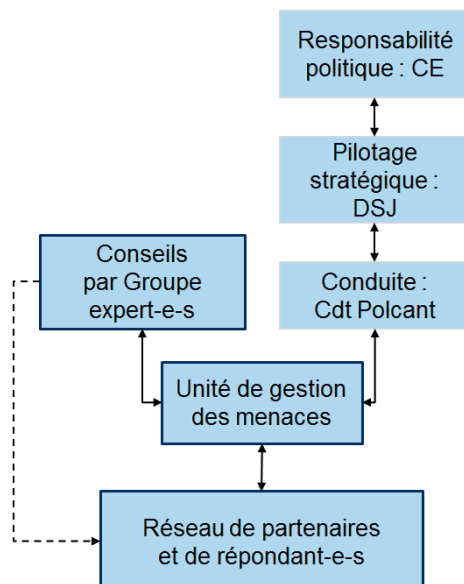 Responsabilité
politique : CE
Pilotage
stratégique :
DSJ
Conseils
par Groupe
expert-e-s
Conduite :
Cdt Polcant
Unité de gestion
des menaces
Réseau de partenaires
et de répondant-e-s